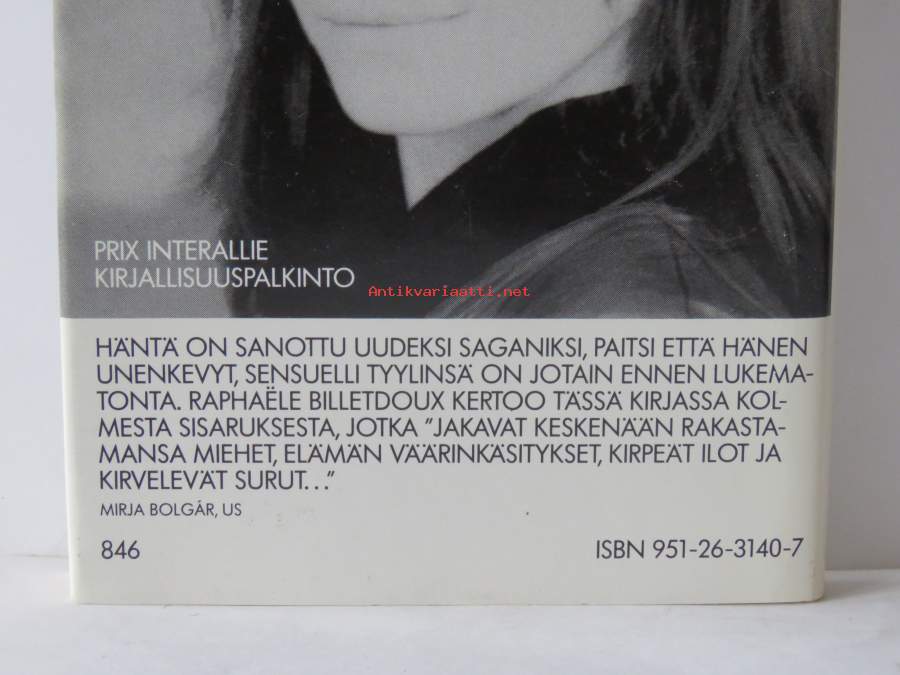 PRIX INTERALLIE
KIRJALLISUUSPALKINTO
Antikvariaatti.net
HÄNTÄ ON SANOTTU UUDEKSI SAGANIKSI, PAITSI ETTÄ HÄNEN
UNENKEVYT, SENSUELLI TYYLINSÄ ON JOTAIN ENNEN LUKEMA-
TONTA. RAPHAËLE BILLETDOUX KERTOO TÄSSÄ KIRJASSA KOL-
MESTA SISARUKSESTA, JOTKA ”JAKAVAT KESKENÄÄN RAKASTA-
MANSA MIEHET, ELÄMÄN VÄÄRINKÄSITYKSET, KIRPEÄT ILOT JA
KIRVELEVÄT SURUT...”
MIRJA BOLGÁR, US
846 ISBN 951-26-3140-7